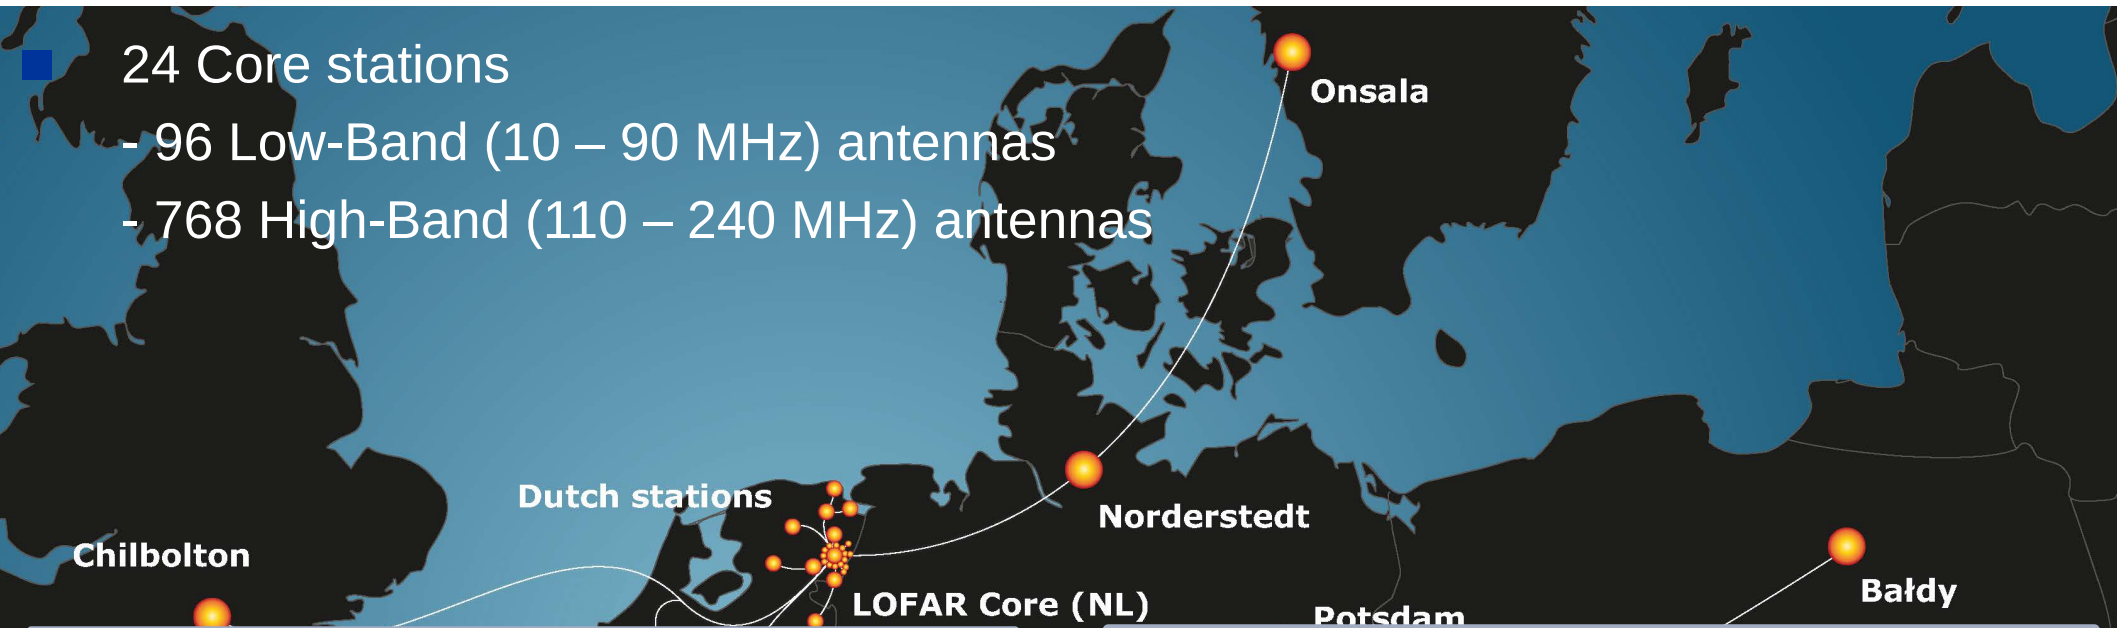 24 Core stations
- 96 Low-Band (10 – 90 MHz) antennas
- 768 High-Band (110 – 240 MHz) antennas
Onsala
Dutch stations
Norderstedt
Chilbolton
LOFAR Core (NL)
Potsdam
Bałdy